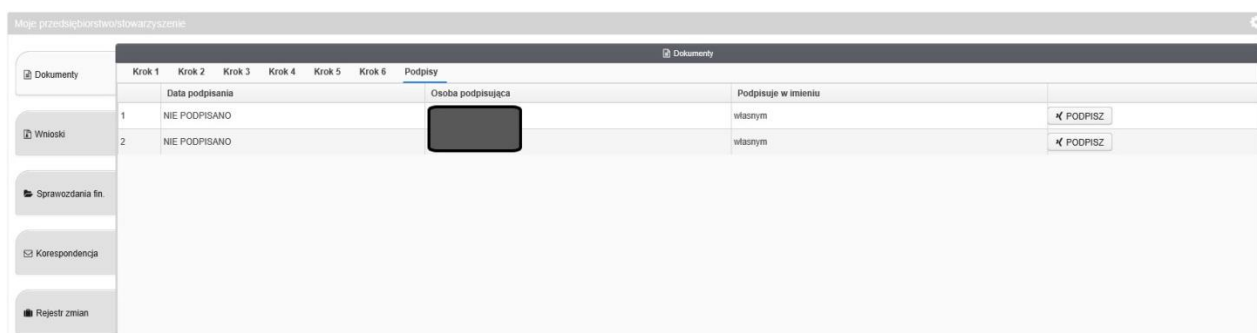 Moje przedsiębiorstwo/stowarzyszenie
Dokumenty
Dokumenty
Krok 1 Krok 2 Krok 3 Krok 4 Krok 5 Krok 6 Podpisy
Data podpisania Osoba podpisująca Podpisuje w imieniu
1 NIE PODPISANO własnym PODPISZ
Wnioski
2 NIE PODPISANO własnym PODPISZ
Sprawozdania fin.
Korespondencja
Rejestr zmian